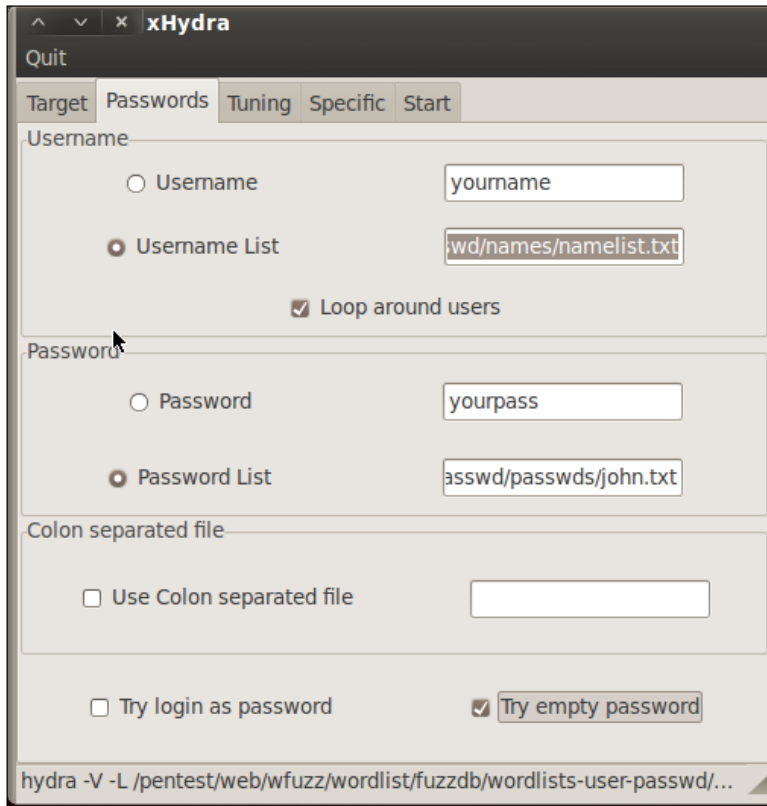 xHydra
Quit
Target Passwords Tuning Specific Start
Username
Username yourname
Username List swd/names/namelist.txt
Loop around users
Password
Password yourpass
Password List asswd/passwds/john.txt
Colon separated file
Use Colon separated file
Try login as password Try empty password
hydra -V -L /pentest/web/wfuzz/wordlist/fuzzdb/wordlists-user-passwd/...